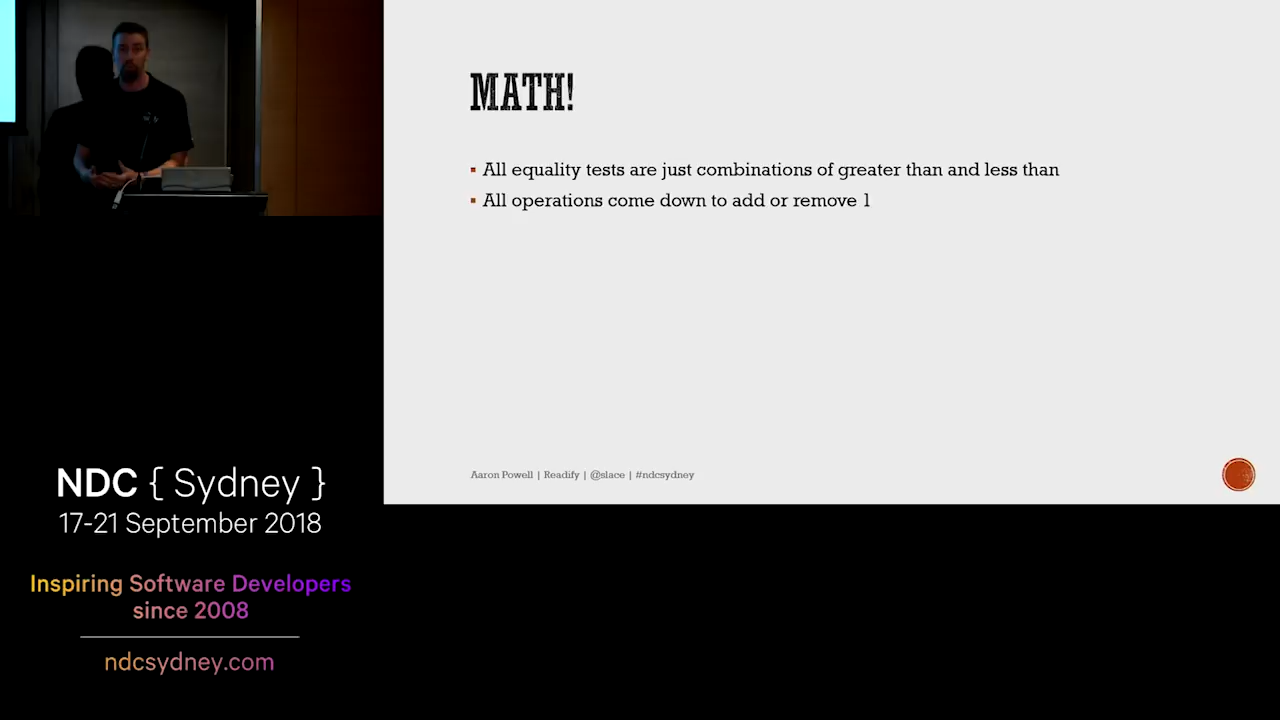 MATH!
▪ All equality tests are just combinations of greater than and less than
▪ All operations come down to add or remove 1
Aaron Powell | Readify | @slace | #ndcsydney
NDC { Sydney }
17-21 September 2018
Inspiring Software Developers
since 2008
ndcsydney.com